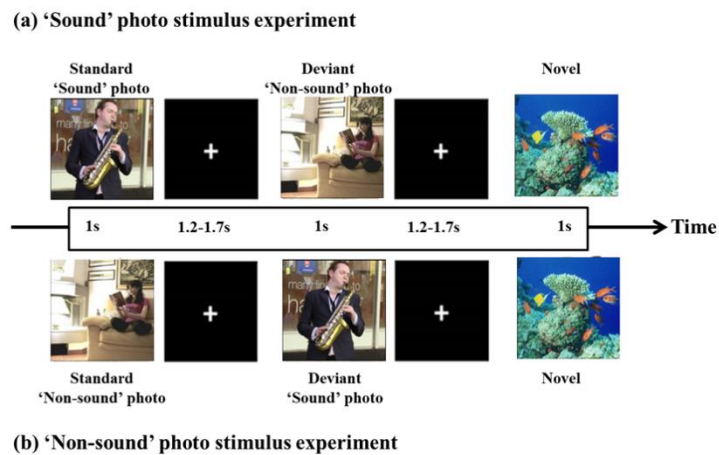 (a) ‘Sound’ photo stimulus experiment
Standard
‘Sound’ photo
Deviant
‘Non-sound’ photo
Novel
1s
1.2-1.7s
1s
1.2-1.7s
1s
Time
Standard
‘Non-sound’ photo
Deviant
‘Sound’ photo
Novel
(b) ‘Non-sound’ photo stimulus experiment